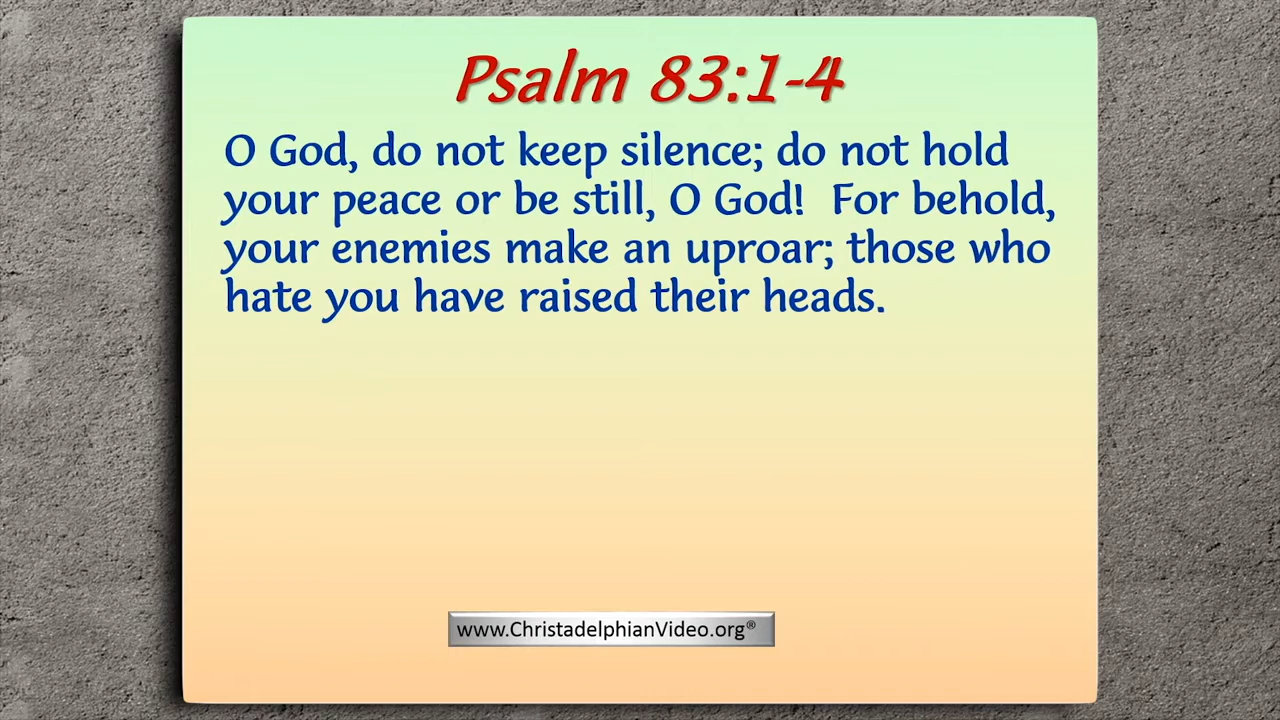 Psalm 83:1-4
O God, do not keep silence; do not hold
your peace or be still, O God!  For behold,
your enemies make an uproar; those who
hate you have raised their heads.
www.ChristadelphianVideo.org®